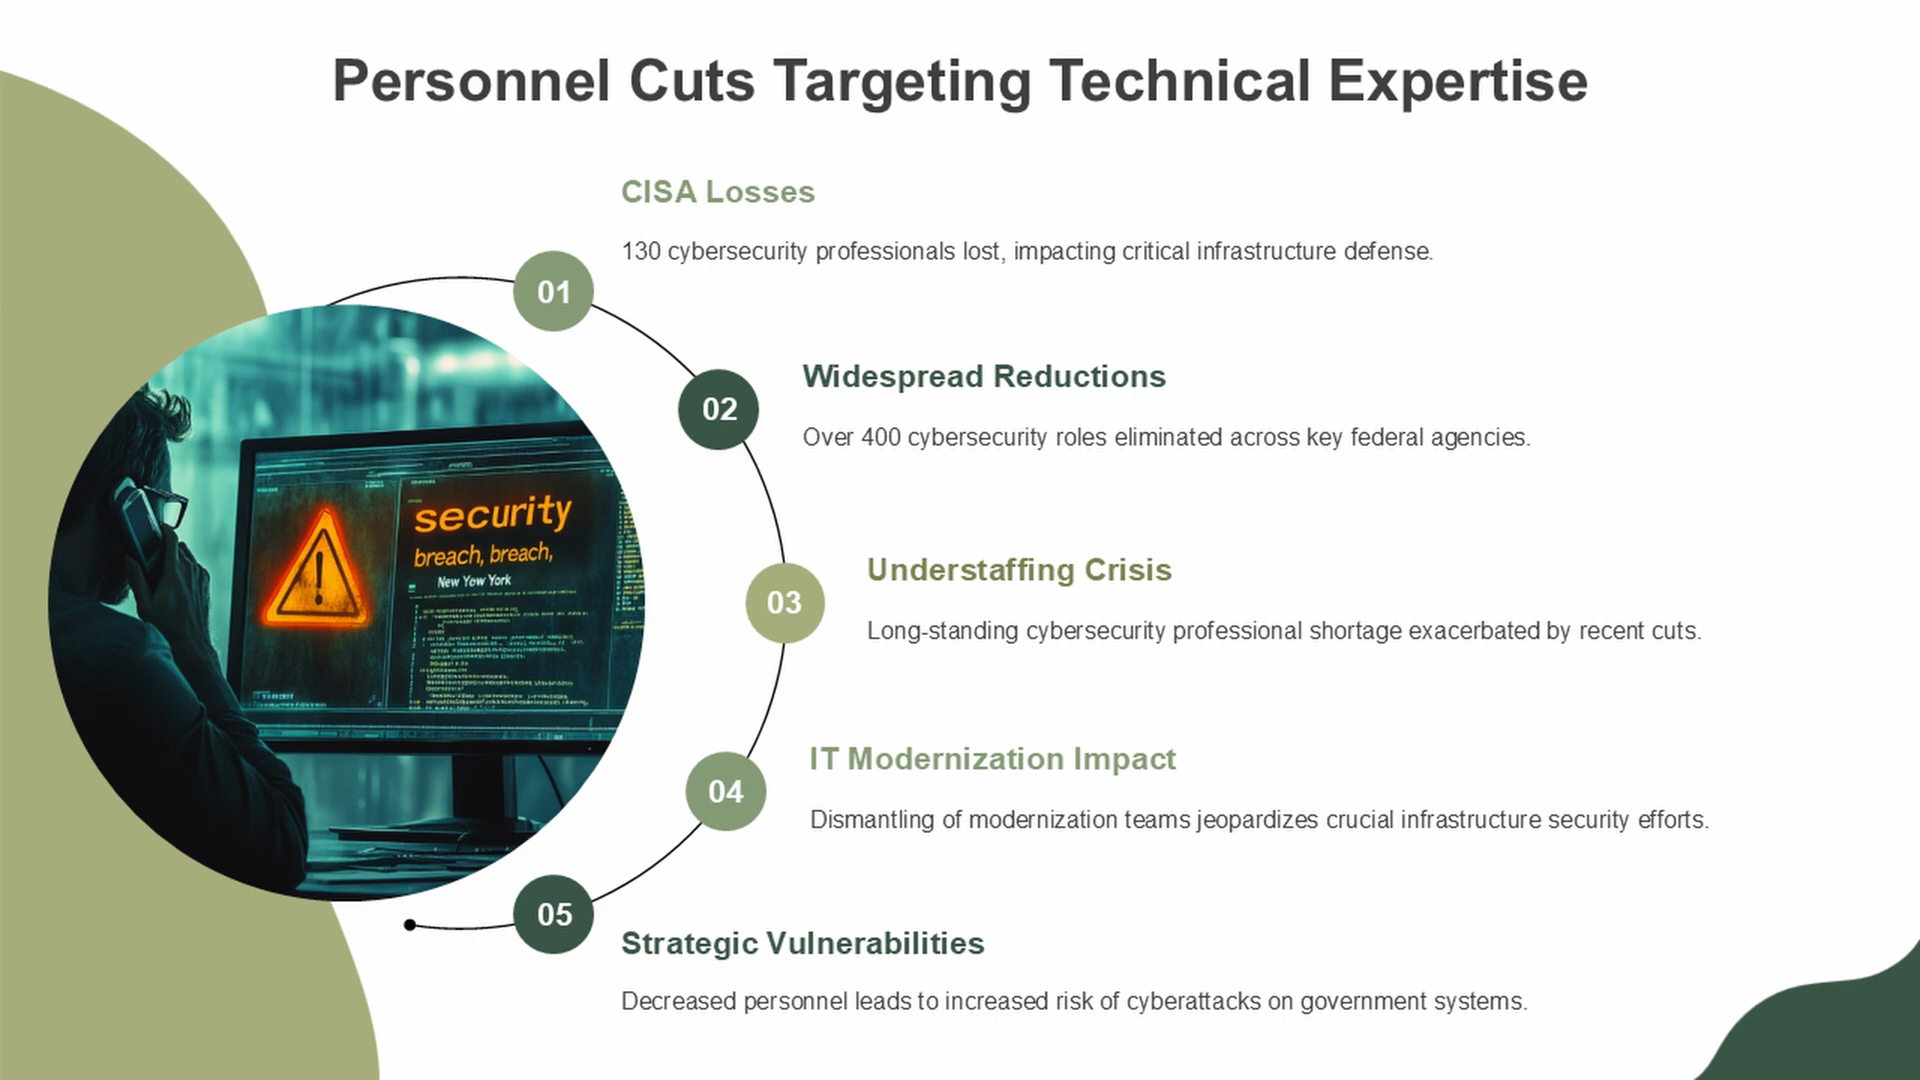 Personnel Cuts Targeting Technical Expertise
CISA Losses
130 cybersecurity professionals lost, impacting critical infrastructure defense.
01
Widespread Reductions
02
Over 400 cybersecurity roles eliminated across key federal agencies.
security
breach, breach,
New Yew York
Understaffing Crisis
03
Long-standing cybersecurity professional shortage exacerbated by recent cuts.
IT Modernization Impact
04
Dismantling of modernization teams jeopardizes crucial infrastructure security efforts.
05
Strategic Vulnerabilities
Decreased personnel leads to increased risk of cyberattacks on government systems.